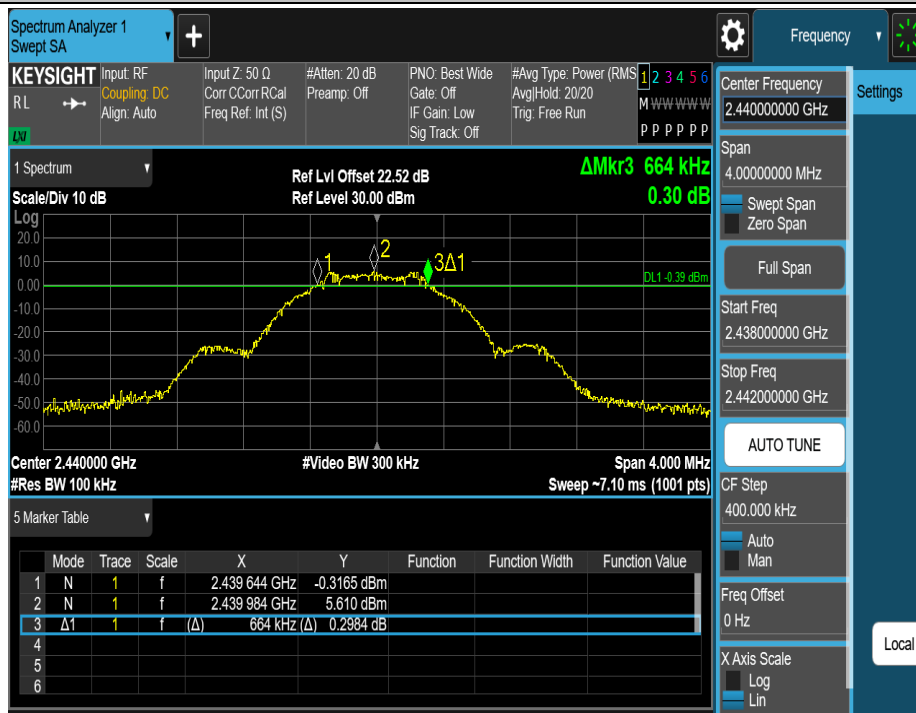 Spectrum Analyzer 1
Swept SA
+
Frequency
KEYSIGHT
R L
LXI
Input: RF
Coupling: DC
Align: Auto
Input Z: 50 Ω
Corr CCorr RCal
Freq Ref: Int (S)
#Atten: 20 dB
Preamp: Off
PNO: Best Wide
Gate: Off
IF Gain: Low
Sig Track: Off
#Avg Type: Power (RMS
Avg|Hold: 20/20
Trig: Free Run
1 2 3 4 5 6
M W W W W W
P P P P P P
1 Spectrum
Scale/Div 10 dB
Ref Lvl Offset 22.52 dB
Ref Level 30.00 dBm
ΔMkr3 664 kHz
0.30 dB
Log
20.0
10.0
0.00
-10.0
-20.0
-30.0
-40.0
-50.0
-60.0
1
2
3Δ1
DL1 -0.39 dBm
Center 2.440000 GHz
#Video BW 300 kHz
Span 4.000 MHz
#Res BW 100 kHz
Sweep ~7.10 ms (1001 pts)
5 Marker Table
Mode Trace Scale X Y Function Function Width Function Value
1 N 1 f 2.439 644 GHz -0.3165 dBm
2 N 1 f 2.439 984 GHz 5.610 dBm
3 Δ1 1 f (Δ) 664 kHz (Δ) 0.2984 dB
4
5
6
Center Frequency
2.440000000 GHz
Settings
Span
4.00000000 MHz
Swept Span
Zero Span
Full Span
Start Freq
2.438000000 GHz
Stop Freq
2.442000000 GHz
AUTO TUNE
CF Step
400.000 kHz
Auto
Man
Freq Offset
0 Hz
Local
X Axis Scale
Log
Lin